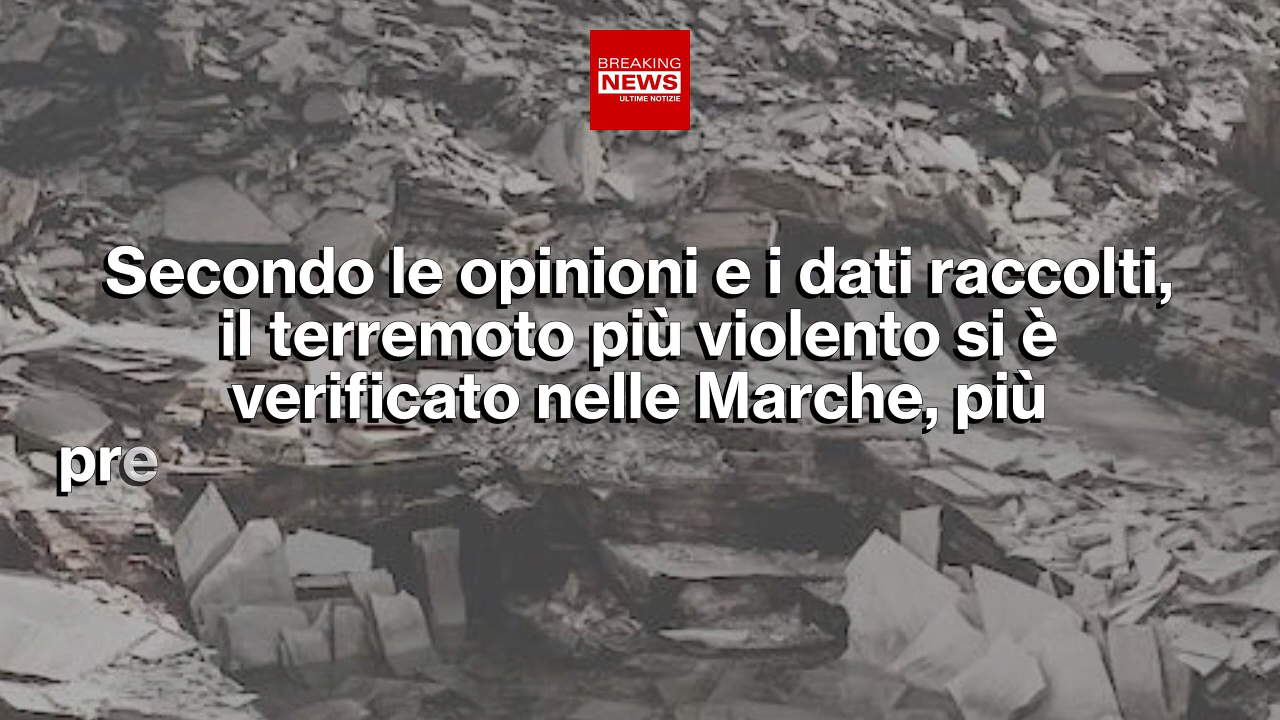 BREAKING
NEWS
ULTIME NOTIZIE
Secondo le opinioni e i dati raccolti,
il terremoto più violento si è
verificato nelle Marche, più
pre